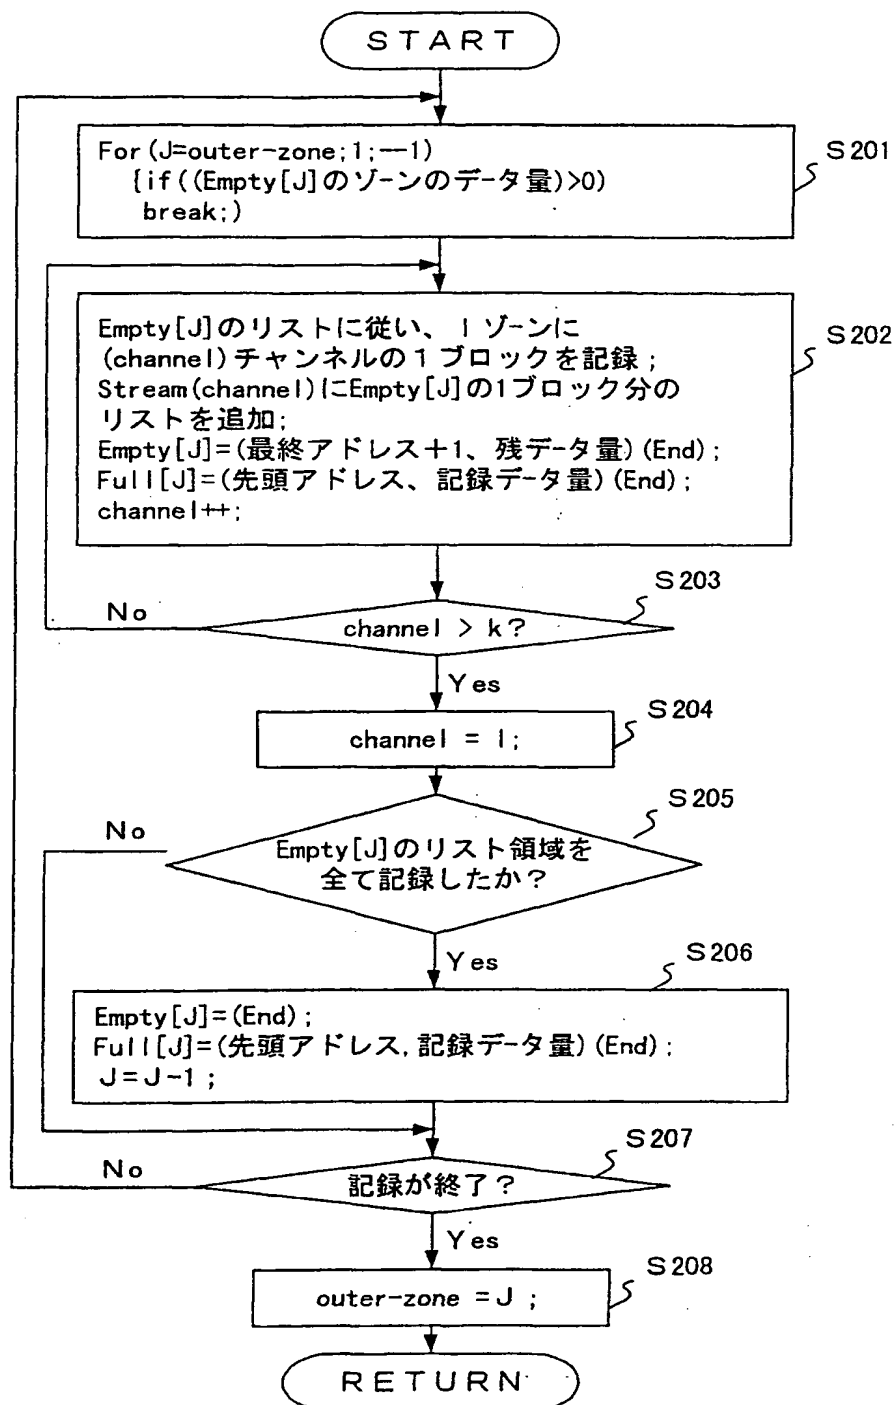 START
For(J=outer-zone;1;--1)
{if((Empty[J]のゾーンのデータ量)>0)
break;)
S201
Empty[J]のリストに従い、1ゾーンに
(channel)チャンネルの1ブロックを記録;
Stream(channel)にEmpty[J]の1ブロック分の
リストを追加;
Empty[J]=(最終アドレス+1、残データ量)(End);
Full[J]=(先頭アドレス、記録データ量)(End);
channel++;
S202
S203
No
channel > k?
Yes
S204
channel = 1;
S205
No
Empty[J]のリスト領域を
全て記録したか?
Yes
S206
Empty[J]=(End);
Full[J]=(先頭アドレス,記録データ量)(End);
J=J-1;
S207
No
記録が終了?
Yes
S208
outer-zone =J ;
RETURN